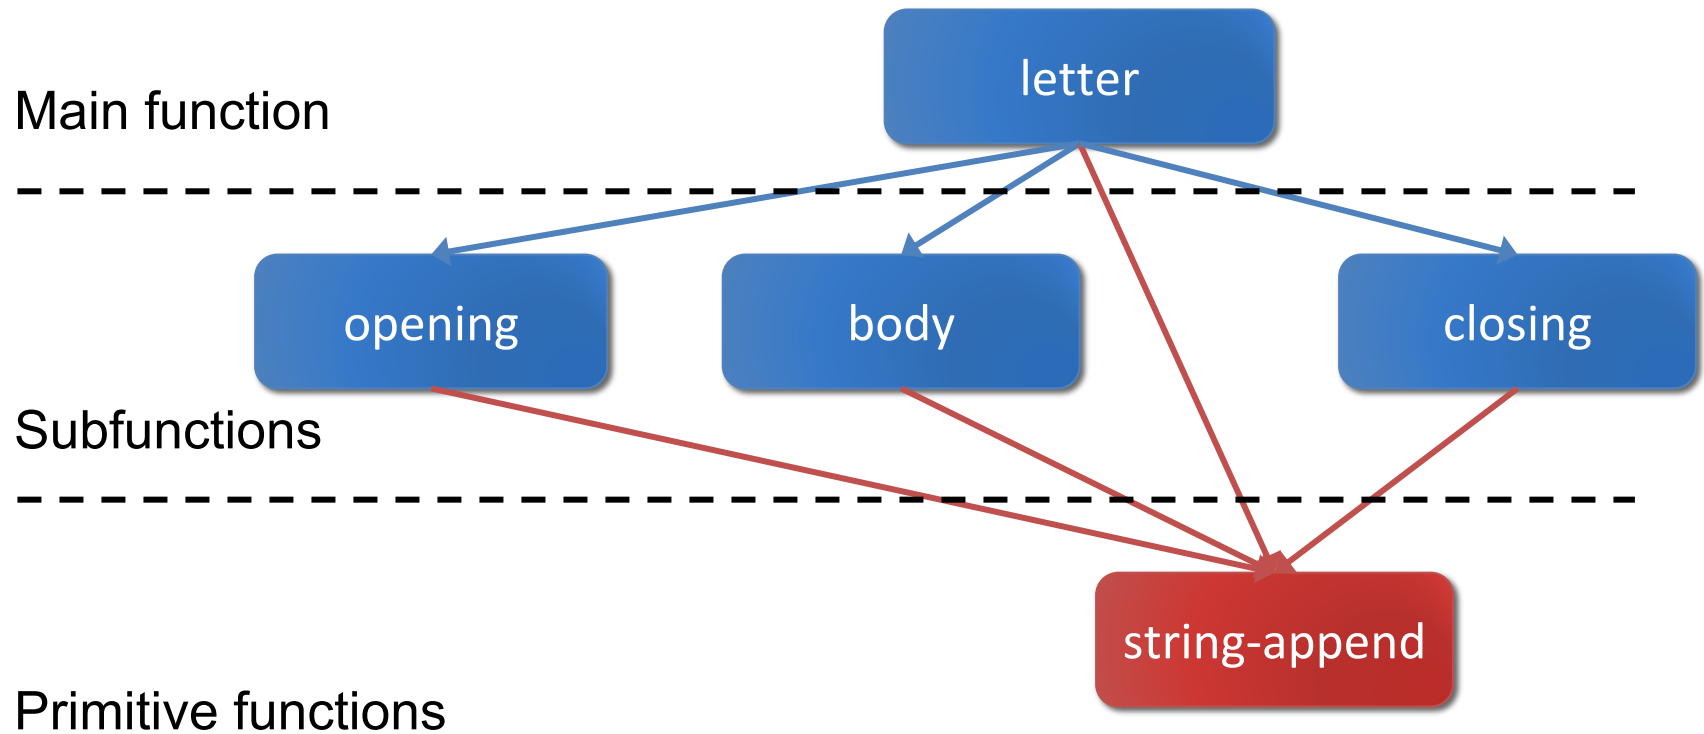 letter
Main function
opening
body
closing
Subfunctions
string-append
Primitive functions